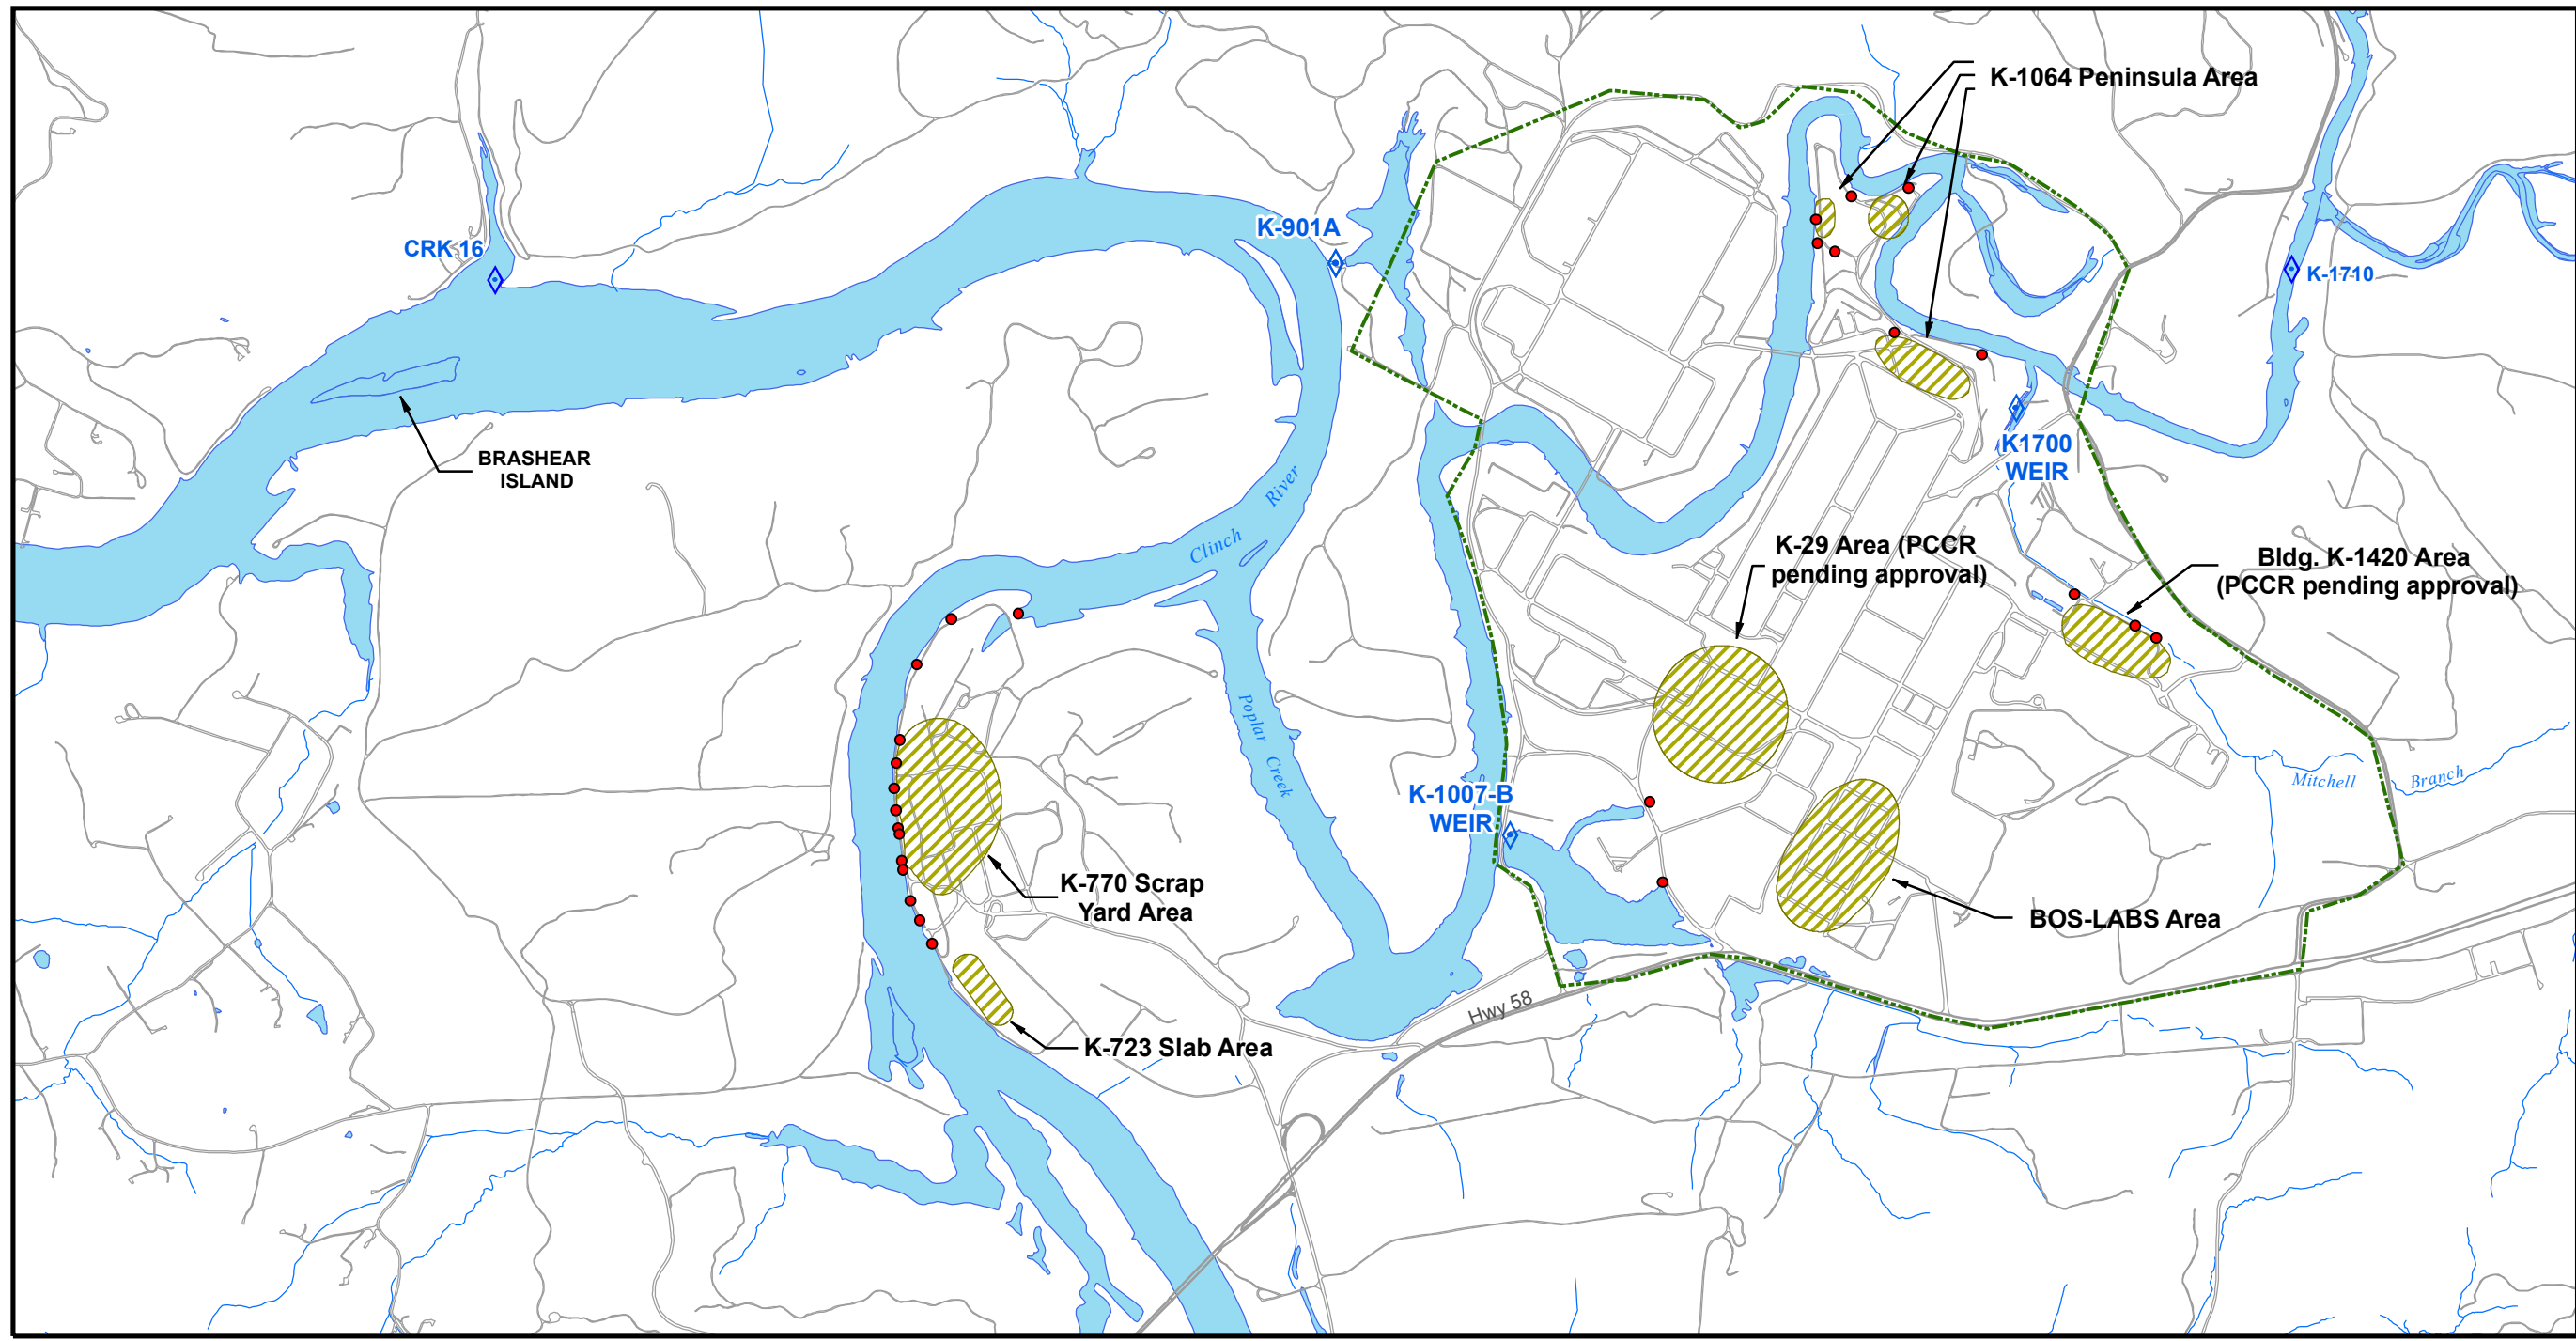 K-1064 Peninsula Area
K-901A
CRK 16
K-1710
BRASHEAR
ISLAND
K1700
WEIR
River
Clinch
K-29 Area (PCCR
pending approval)
Bldg. K-1420 Area
(PCCR pending approval)
Poplar Creek
Mitchell Branch
K-1007-B
WEIR
K-770 Scrap
Yard Area
BOS-LABS Area
Hwy 58
K-723 Slab Area